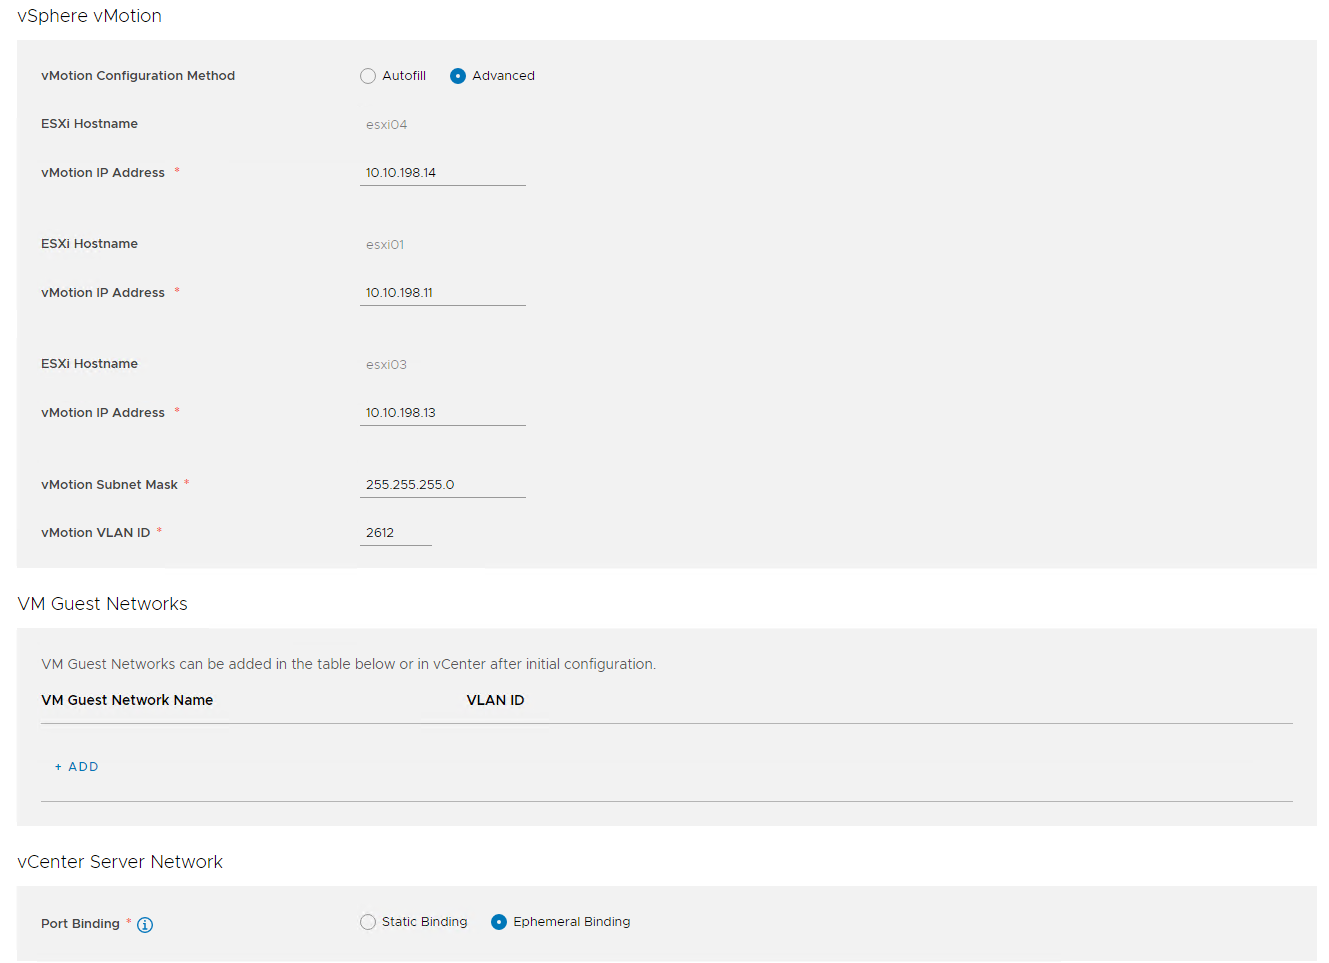 vSphere vMotion
vMotion Configuration Method Autofill Advanced
ESXi Hostname esxi04
vMotion IP Address * 10.10.198.14
ESXi Hostname esxi01
vMotion IP Address * 10.10.198.11
ESXi Hostname esxi03
vMotion IP Address * 10.10.198.13
vMotion Subnet Mask * 255.255.255.0
vMotion VLAN ID * 2612
VM Guest Networks
VM Guest Networks can be added in the table below or in vCenter after initial configuration.
VM Guest Network Name VLAN ID
+ ADD
vCenter Server Network
Port Binding * Static Binding Ephemeral Binding